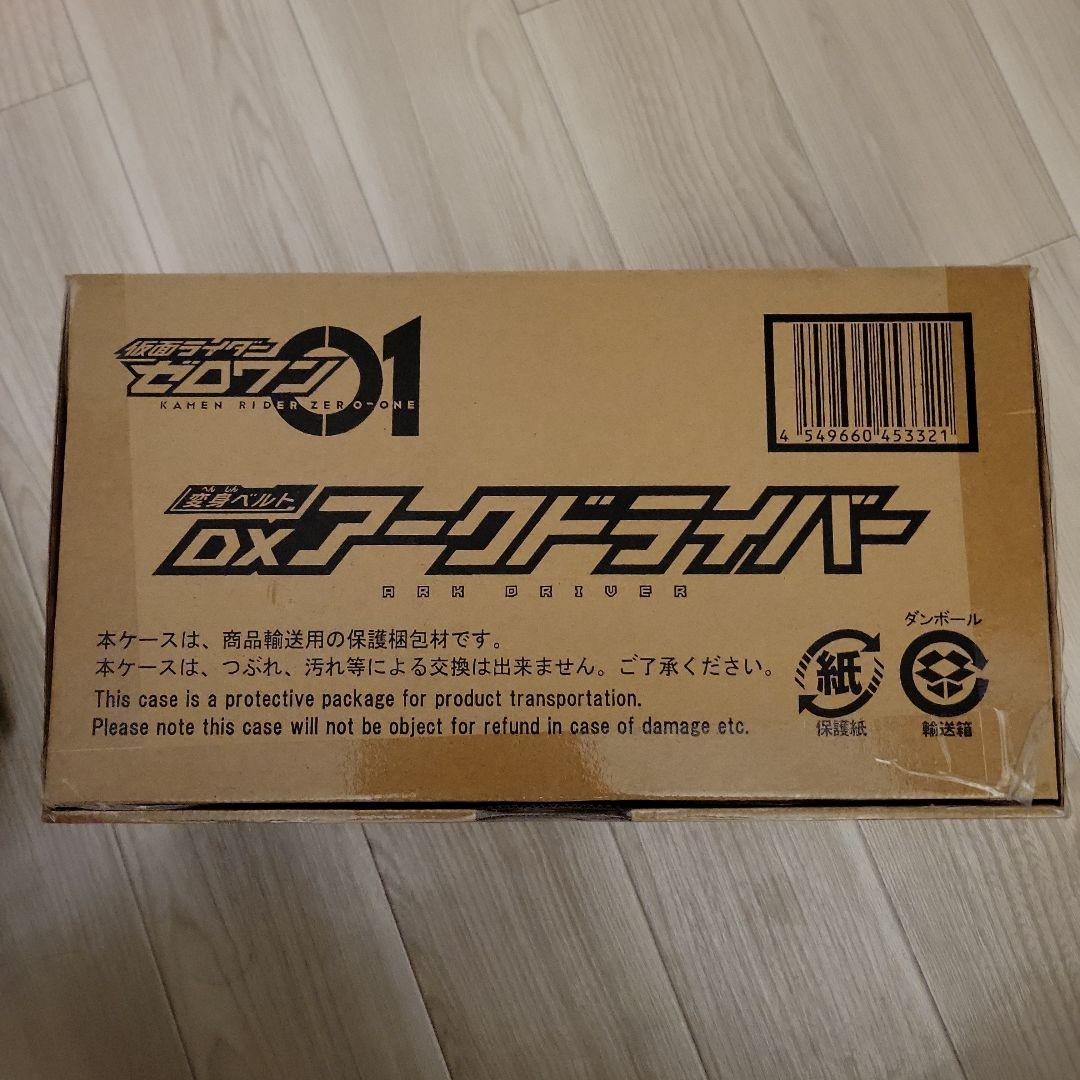 仮面ライダー
ゼロワン 01
KAMEN RIDER ZERO-ONE
4 549660 453321
へんしん
変身ベルト
DXアークドライバー
ARK DRIVER
本ケースは、商品輸送用の保護梱包材です。
本ケースは、つぶれ、汚れ等による交換は出来ません。ご了承ください。
This case is a protective package for product transportation.
Please note this case will not be object for refund in case of damage etc.
紙
保護紙
ダンボール
輸送箱